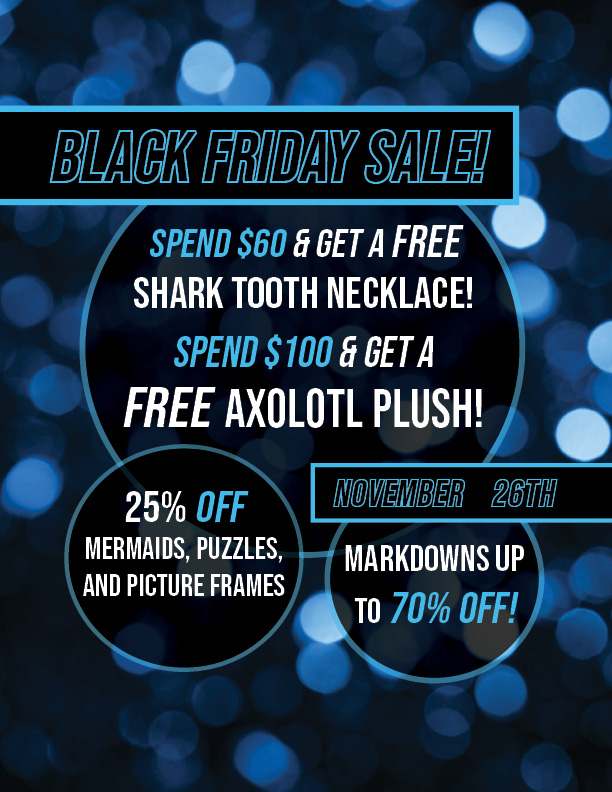 BLACK FRIDAY SALE!
SPEND $60 & GET A FREE
SHARK TOOTH NECKLACE!
SPEND $100 & GET A
FREE AXOLOTL PLUSH!
NOVEMBER 26TH
25% OFF
MERMAIDS, PUZZLES,
AND PICTURE FRAMES
MARKDOWNS UP
TO 70% OFF!